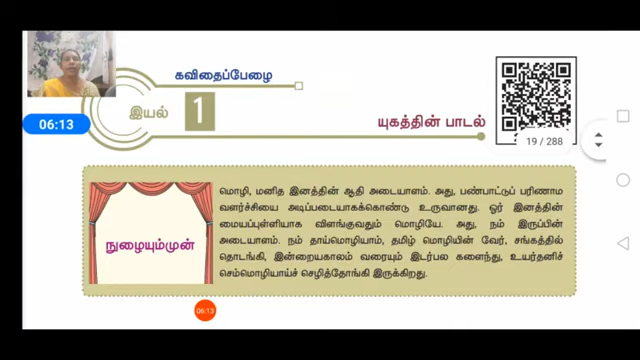 கவிதைப்பேழை
இயல் 1
06:13
யுகத்தின் பாடல்
19 / 288
மொழி, மனித இனத்தின் ஆதி அடையாளம். அது, பண்பாட்டுப் பரிணாம
வளர்ச்சியை அடிப்படையாகக்கொண்டு உருவானது. ஓர் இனத்தின்
மையப்புள்ளியாக விளங்குவதும் மொழியே. அது, நம் இருப்பின்
நுழையும்முன்
அடையாளம். நம் தாய்மொழியாம், தமிழ் மொழியின் வேர், சங்கத்தில்
தொடங்கி, இன்றையகாலம் வரையும் இடர்பல களைந்து, உயர்தனிச்
செம்மொழியாய்ச் செழித்தோங்கி இருக்கிறது.
06:13